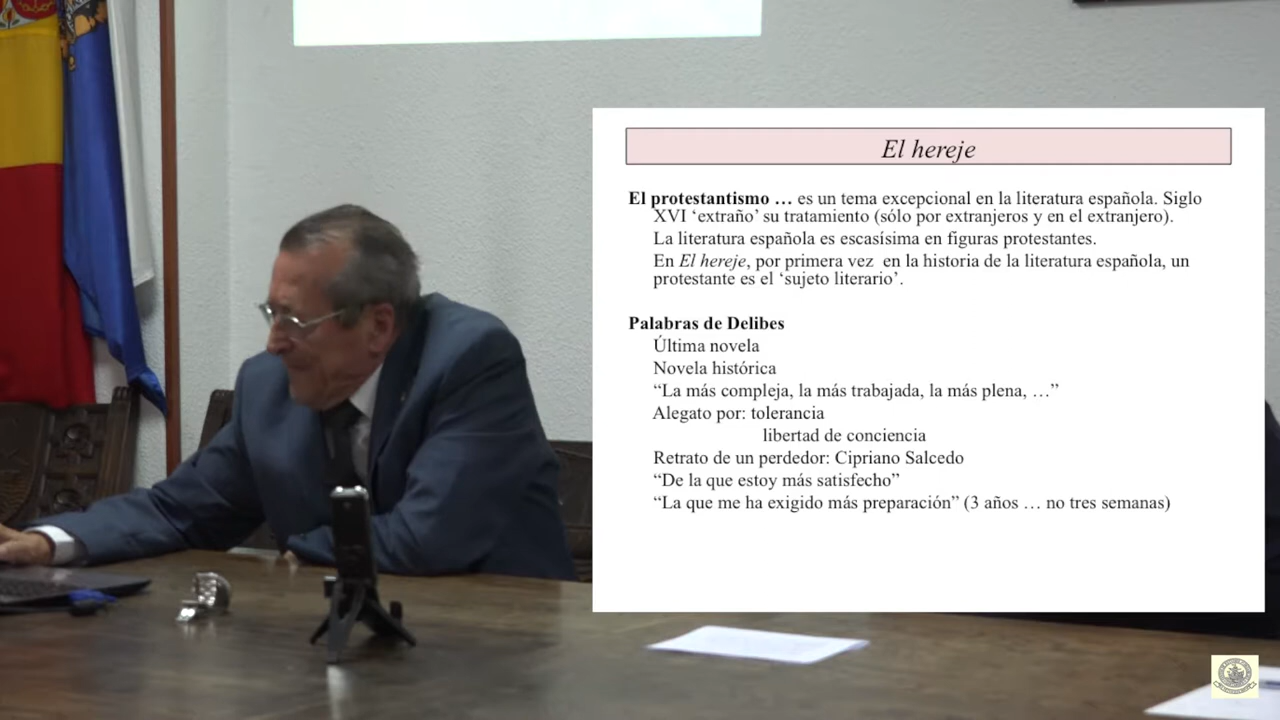 El hereje
El protestantismo … es un tema excepcional en la literatura española. Siglo
XVI ‘extraño’ su tratamiento (sólo por extranjeros y en el extranjero).
La literatura española es escasísima en figuras protestantes.
En El hereje, por primera vez en la historia de la literatura española, un
protestante es el ‘sujeto literario’.
Palabras de Delibes
Última novela
Novela histórica
“La más compleja, la más trabajada, la más plena, …”
Alegato por: tolerancia
libertad de conciencia
Retrato de un perdedor: Cipriano Salcedo
“De la que estoy más satisfecho”
“La que me ha exigido más preparación” (3 años … no tres semanas)